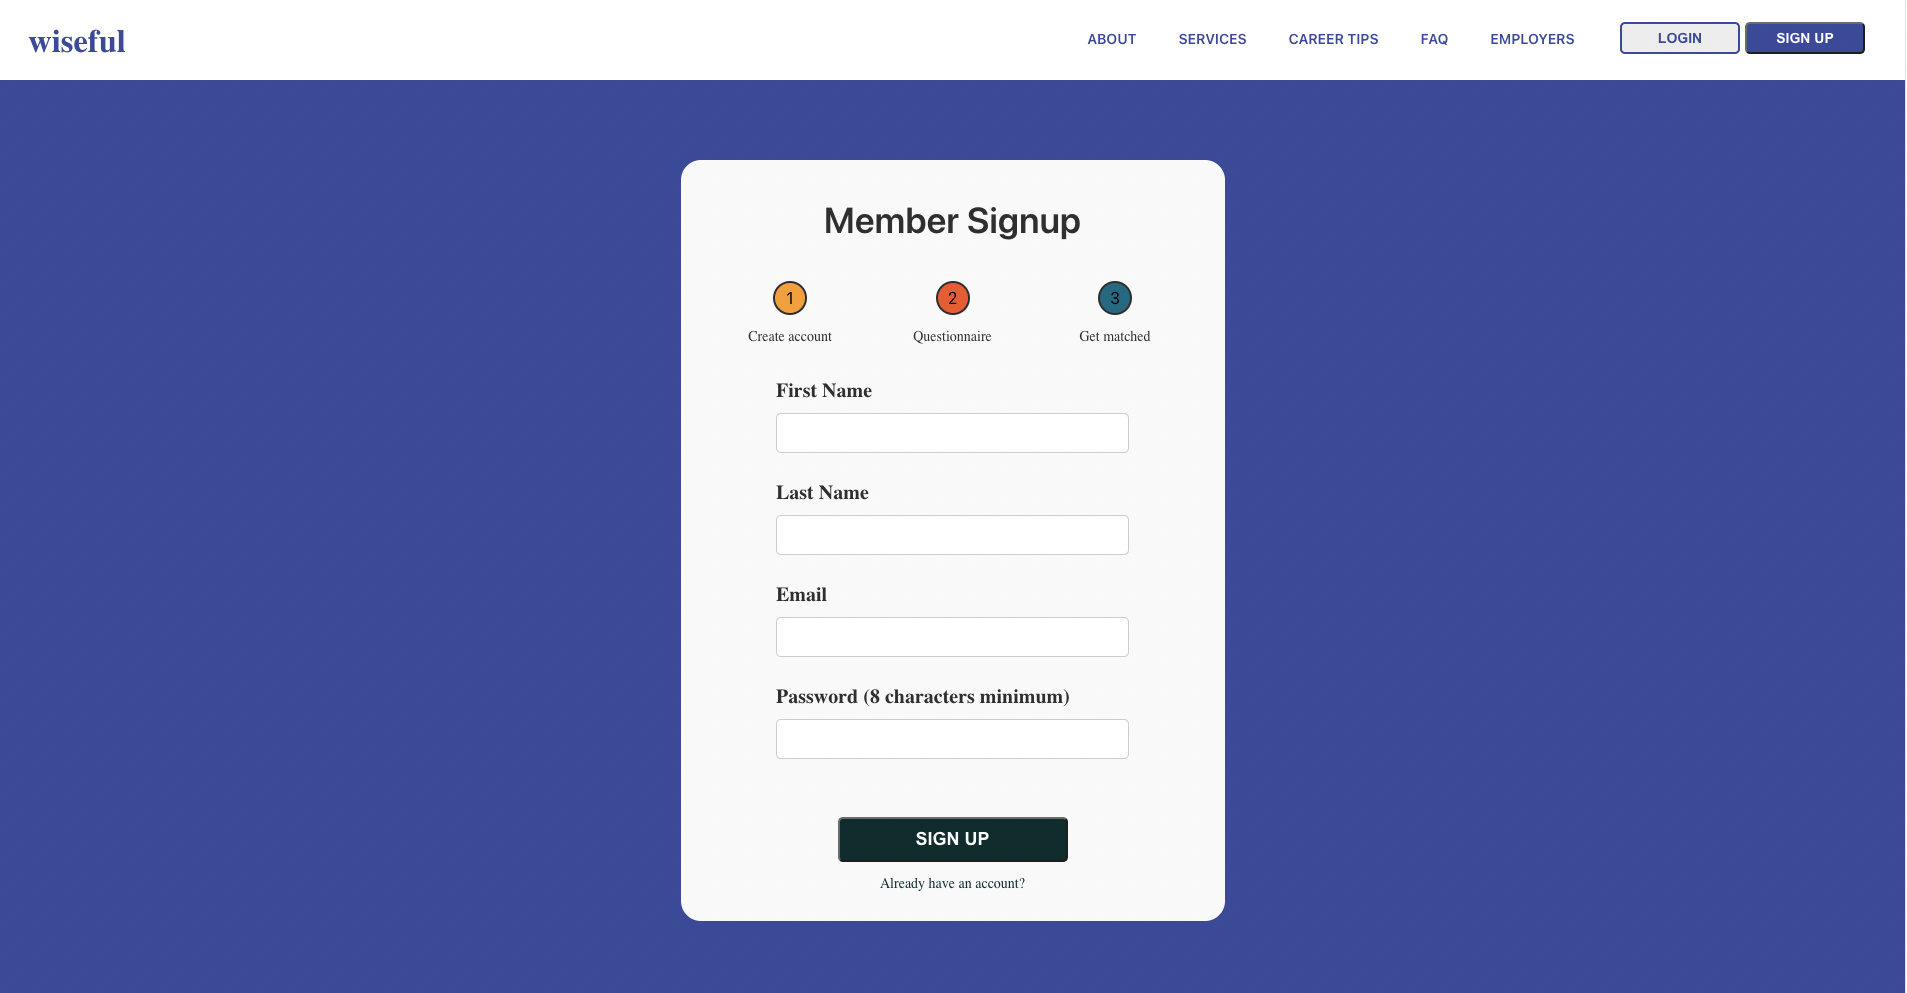 wiseful
ABOUT SERVICES CAREER TIPS FAQ EMPLOYERS LOGIN SIGN UP
Member Signup
1 2 3
Create account Questionnaire Get matched
First Name
Last Name
Email
Password (8 characters minimum)
SIGN UP
Already have an account?